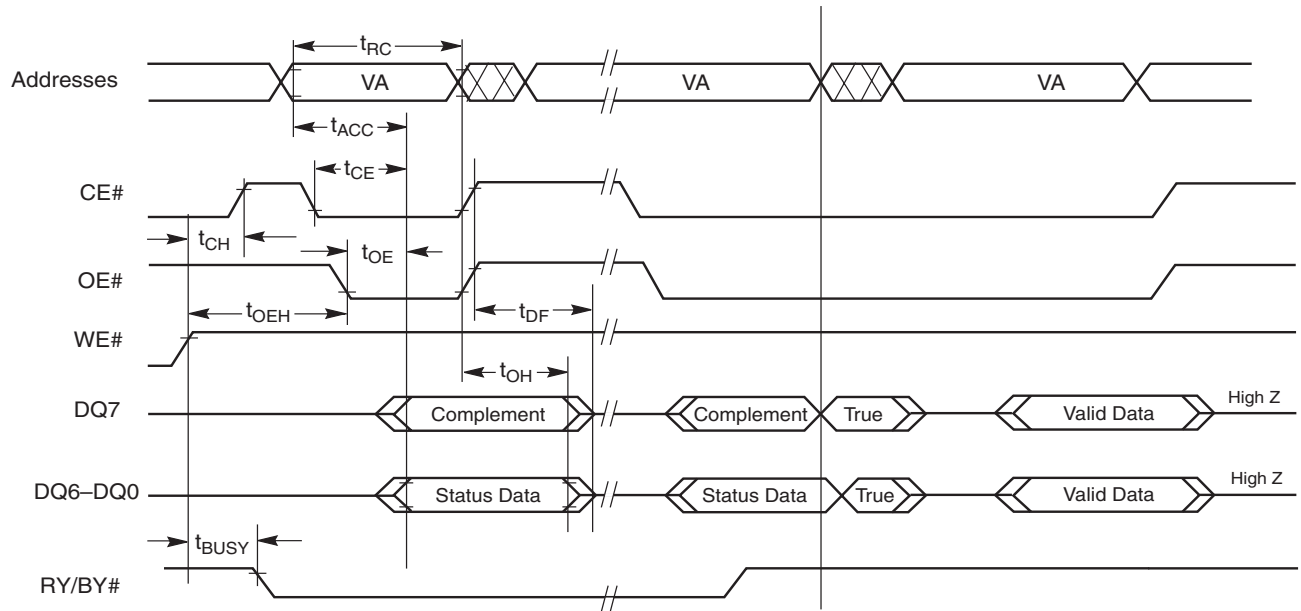 tRC
Addresses VA VA VA
tACC
tCE
CE#
tCH tOE
OE#
tOEH tDF
WE#
tOH
DQ7 Complement Complement True Valid Data High Z
DQ6–DQ0 Status Data Status Data True Valid Data High Z
tBUSY
RY/BY#